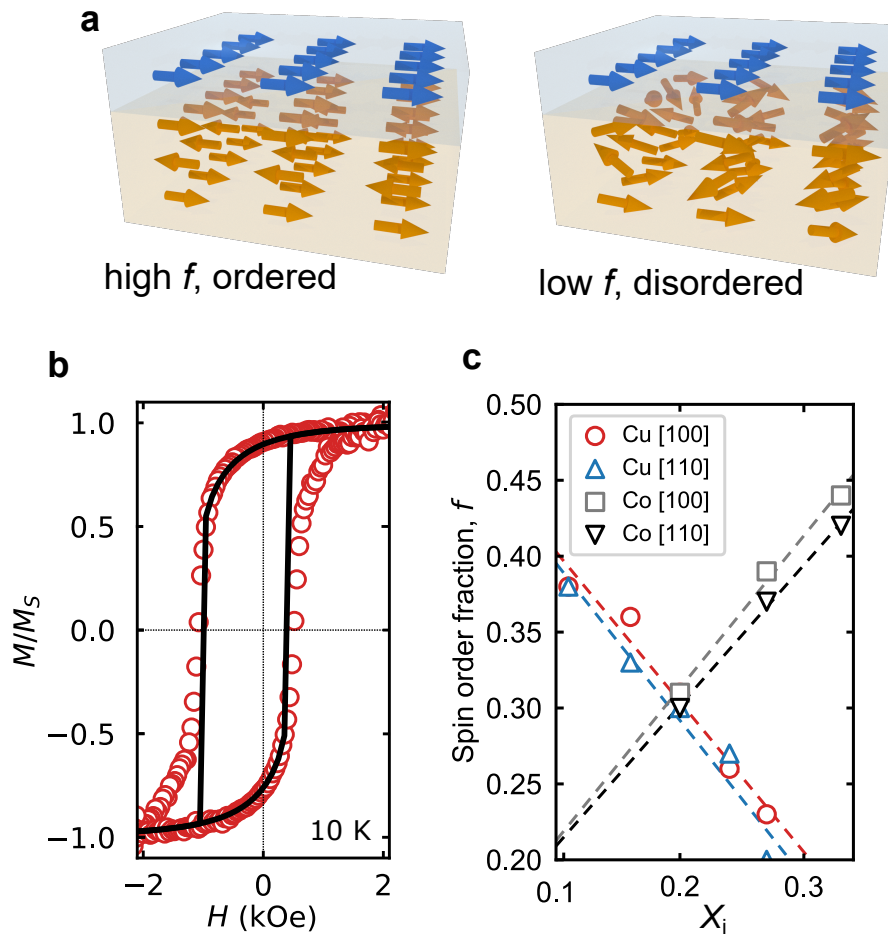 a
high f, ordered
low f, disordered
b
M/M_S
1.0
0.5
0.0
−0.5
−1.0
10 K
−2
0
2
H (kOe)
c
Spin order fraction, f
0.50
0.45
0.40
0.35
0.30
0.25
0.20
Cu [100]
Cu [110]
Co [100]
Co [110]
0.1
0.2
0.3
X_i